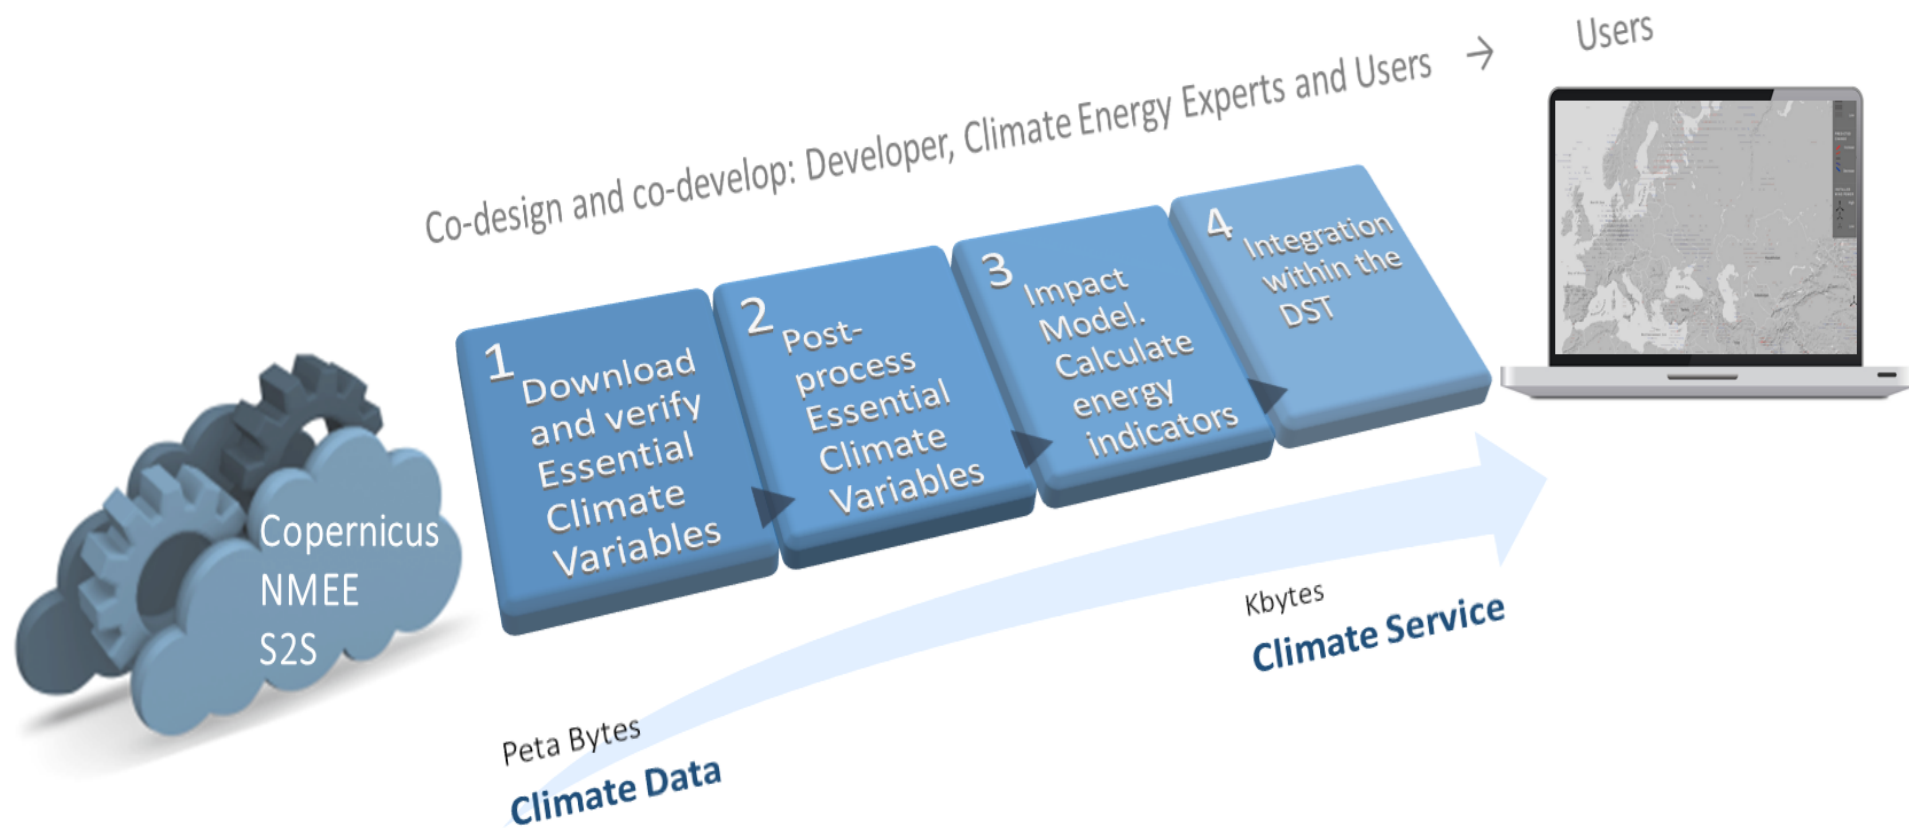 Users
Co-design and co-develop: Developer, Climate Energy Experts and Users →
1
Download
and verify
Essential
Climate
Variables
2
Post-
process
Essential
Climate
Variables
3
Impact
Model.
Calculate
energy
indicators
4
Integration
within the
DST
Copernicus
NMEE
S2S
Kbytes
Climate Service
Peta Bytes
Climate Data